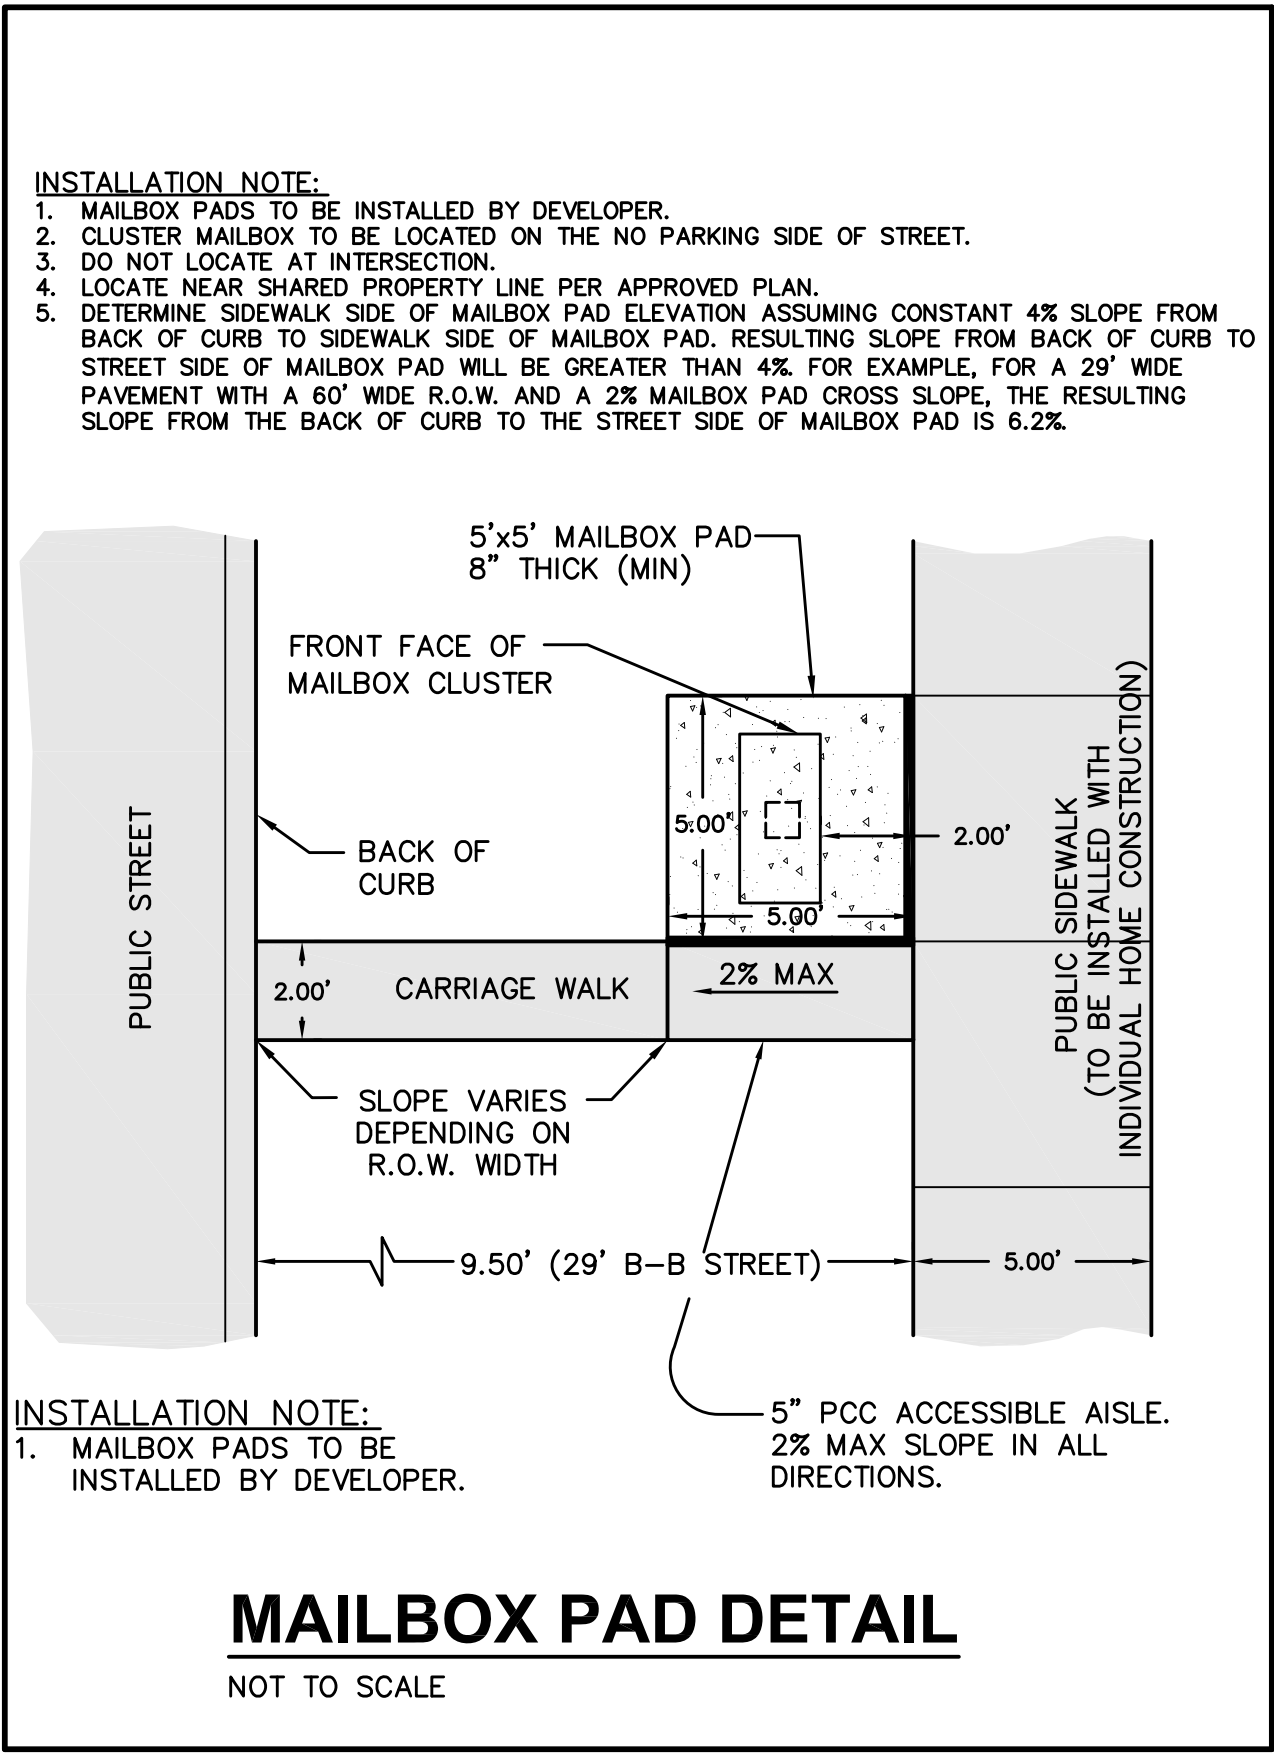 INSTALLATION NOTE:
1. MAILBOX PADS TO BE INSTALLED BY DEVELOPER.
2. CLUSTER MAILBOX TO BE LOCATED ON THE NO PARKING SIDE OF STREET.
3. DO NOT LOCATE AT INTERSECTION.
4. LOCATE NEAR SHARED PROPERTY LINE PER APPROVED PLAN.
5. DETERMINE SIDEWALK SIDE OF MAILBOX PAD ELEVATION ASSUMING CONSTANT 4% SLOPE FROM
BACK OF CURB TO SIDEWALK SIDE OF MAILBOX PAD. RESULTING SLOPE FROM BACK OF CURB TO
STREET SIDE OF MAILBOX PAD WILL BE GREATER THAN 4%. FOR EXAMPLE, FOR A 29' WIDE
PAVEMENT WITH A 60' WIDE R.O.W. AND A 2% MAILBOX PAD CROSS SLOPE, THE RESULTING
SLOPE FROM THE BACK OF CURB TO THE STREET SIDE OF MAILBOX PAD IS 6.2%.
5'x5' MAILBOX PAD
8" THICK (MIN)
FRONT FACE OF
MAILBOX CLUSTER
5.00'
2.00'
5.00'
BACK OF
CURB
PUBLIC STREET
PUBLIC SIDEWALK
(TO BE INSTALLED WITH
INDIVIDUAL HOME CONSTRUCTION)
2.00'
CARRIAGE WALK
2% MAX
SLOPE VARIES
DEPENDING ON
R.O.W. WIDTH
9.50' (29' B-B STREET)
5.00'
5" PCC ACCESSIBLE AISLE.
2% MAX SLOPE IN ALL
DIRECTIONS.
INSTALLATION NOTE:
1. MAILBOX PADS TO BE
INSTALLED BY DEVELOPER.
MAILBOX PAD DETAIL
NOT TO SCALE